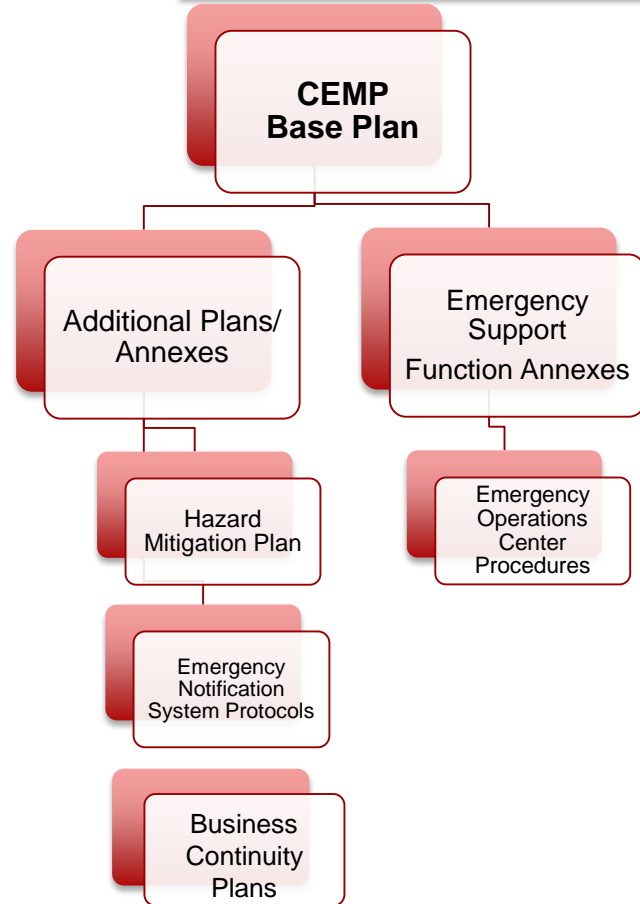 CEMP
Base Plan
Additional Plans/
Annexes
Emergency
Support
Function Annexes
Hazard
Mitigation Plan
Emergency
Operations
Center
Procedures
Emergency
Notification
System Protocols
Business
Continuity
Plans